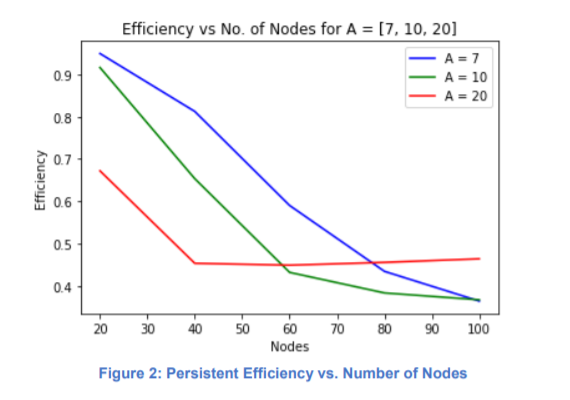 Efficiency vs No. of Nodes for A = [7, 10, 20]
A = 7
A = 10
A = 20
Efficiency
0.9
0.8
0.7
0.6
0.5
0.4
20 30 40 50 60 70 80 90 100
Nodes
Figure 2: Persistent Efficiency vs. Number of Nodes